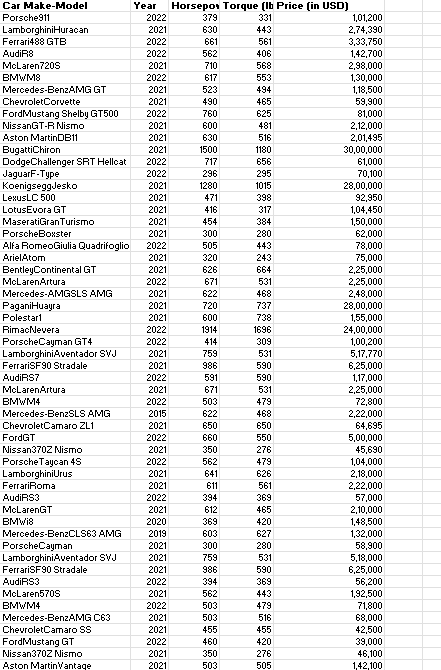 Car Make-Model Year Horsepow Torque (lb Price (in USD)
Porsche911 2022 379 331 1,01,200
LamborghiniHuracan 2021 630 443 2,74,390
Ferrari488 GTB 2022 661 561 3,33,750
AudiR8 2022 562 406 1,42,700
McLaren720S 2021 710 568 2,98,000
BMWM8 2022 617 553 1,30,000
Mercedes-BenzAMG GT 2021 523 494 1,18,500
ChevroletCorvette 2021 490 465 59,900
FordMustang Shelby GT500 2022 760 625 81,000
NissanGT-R Nismo 2021 600 481 2,12,000
Aston MartinDB11 2021 630 516 2,01,495
BugattiChiron 2021 1500 1180 30,00,000
DodgeChallenger SRT Hellcat 2022 717 656 61,000
JaguarF-Type 2022 296 295 70,100
KoenigseggJesko 2021 1280 1015 28,00,000
LexusLC 500 2021 471 398 92,950
LotusEvora GT 2021 416 317 1,04,450
MaseratiGranTurismo 2021 454 384 1,50,000
PorscheBoxster 2021 300 280 62,000
Alfa RomeoGiulia Quadrifoglio 2022 505 443 78,000
ArielAtom 2021 320 243 75,000
BentleyContinental GT 2021 626 664 2,25,000
McLarenArtura 2022 671 531 2,25,000
Mercedes-AMGSLS AMG 2021 622 468 2,48,000
PaganiHuayra 2021 720 737 28,00,000
Polestar1 2021 600 738 1,55,000
RimacNevera 2022 1914 1696 24,00,000
PorscheCayman GT4 2022 414 309 1,00,200
LamborghiniAventador SVJ 2021 759 531 5,17,770
FerrariSF90 Stradale 2021 986 590 6,25,000
AudiRS7 2022 591 590 1,17,000
McLarenArtura 2021 671 531 2,25,000
BMWM4 2022 503 479 72,800
Mercedes-BenzSLS AMG 2015 622 468 2,22,000
ChevroletCamaro ZL1 2021 650 650 64,695
FordGT 2022 660 550 5,00,000
Nissan370Z Nismo 2021 350 276 45,690
PorscheTaycan 4S 2022 562 479 1,04,000
LamborghiniUrus 2021 641 626 2,18,000
FerrariRoma 2021 611 561 2,22,000
AudiRS3 2022 394 369 57,000
McLarenGT 2021 612 465 2,10,000
BMWi8 2020 369 420 1,48,500
Mercedes-BenzCLS63 AMG 2019 603 627 1,32,000
PorscheCayman 2021 300 280 58,900
LamborghiniAventador SVJ 2021 759 531 5,18,000
FerrariSF90 Stradale 2021 986 590 6,25,000
AudiRS3 2022 394 369 56,200
McLaren570S 2021 562 443 1,92,500
BMWM4 2022 503 479 71,800
Mercedes-BenzAMG C63 2021 503 516 68,000
ChevroletCamaro SS 2021 455 455 42,500
FordMustang GT 2022 460 420 39,000
Nissan370Z Nismo 2021 350 276 46,100
Aston MartinVantage 2021 503 505 1,42,100